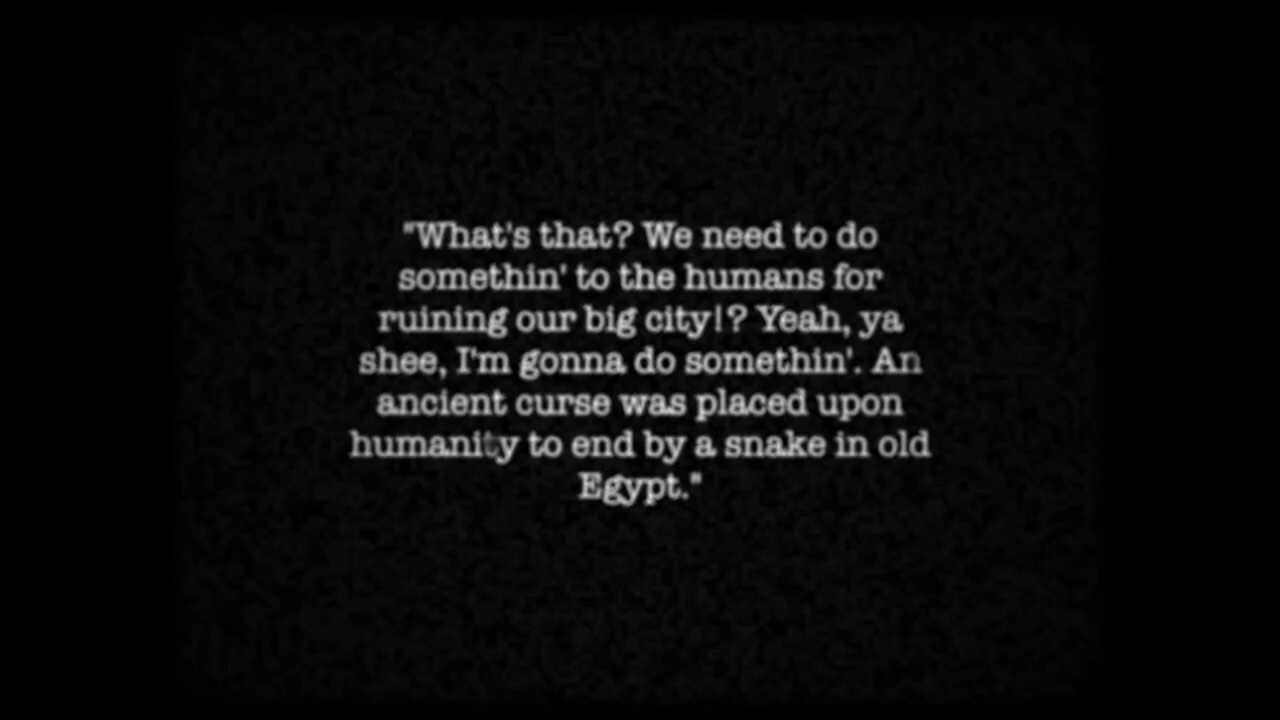 "What's that? We need to do
somethin' to the humans for
ruining our big city!? Yeah, ya
shee, I'm gonna do somethin'. An
ancient curse was placed upon
humanity to end by a snake in old
Egypt."